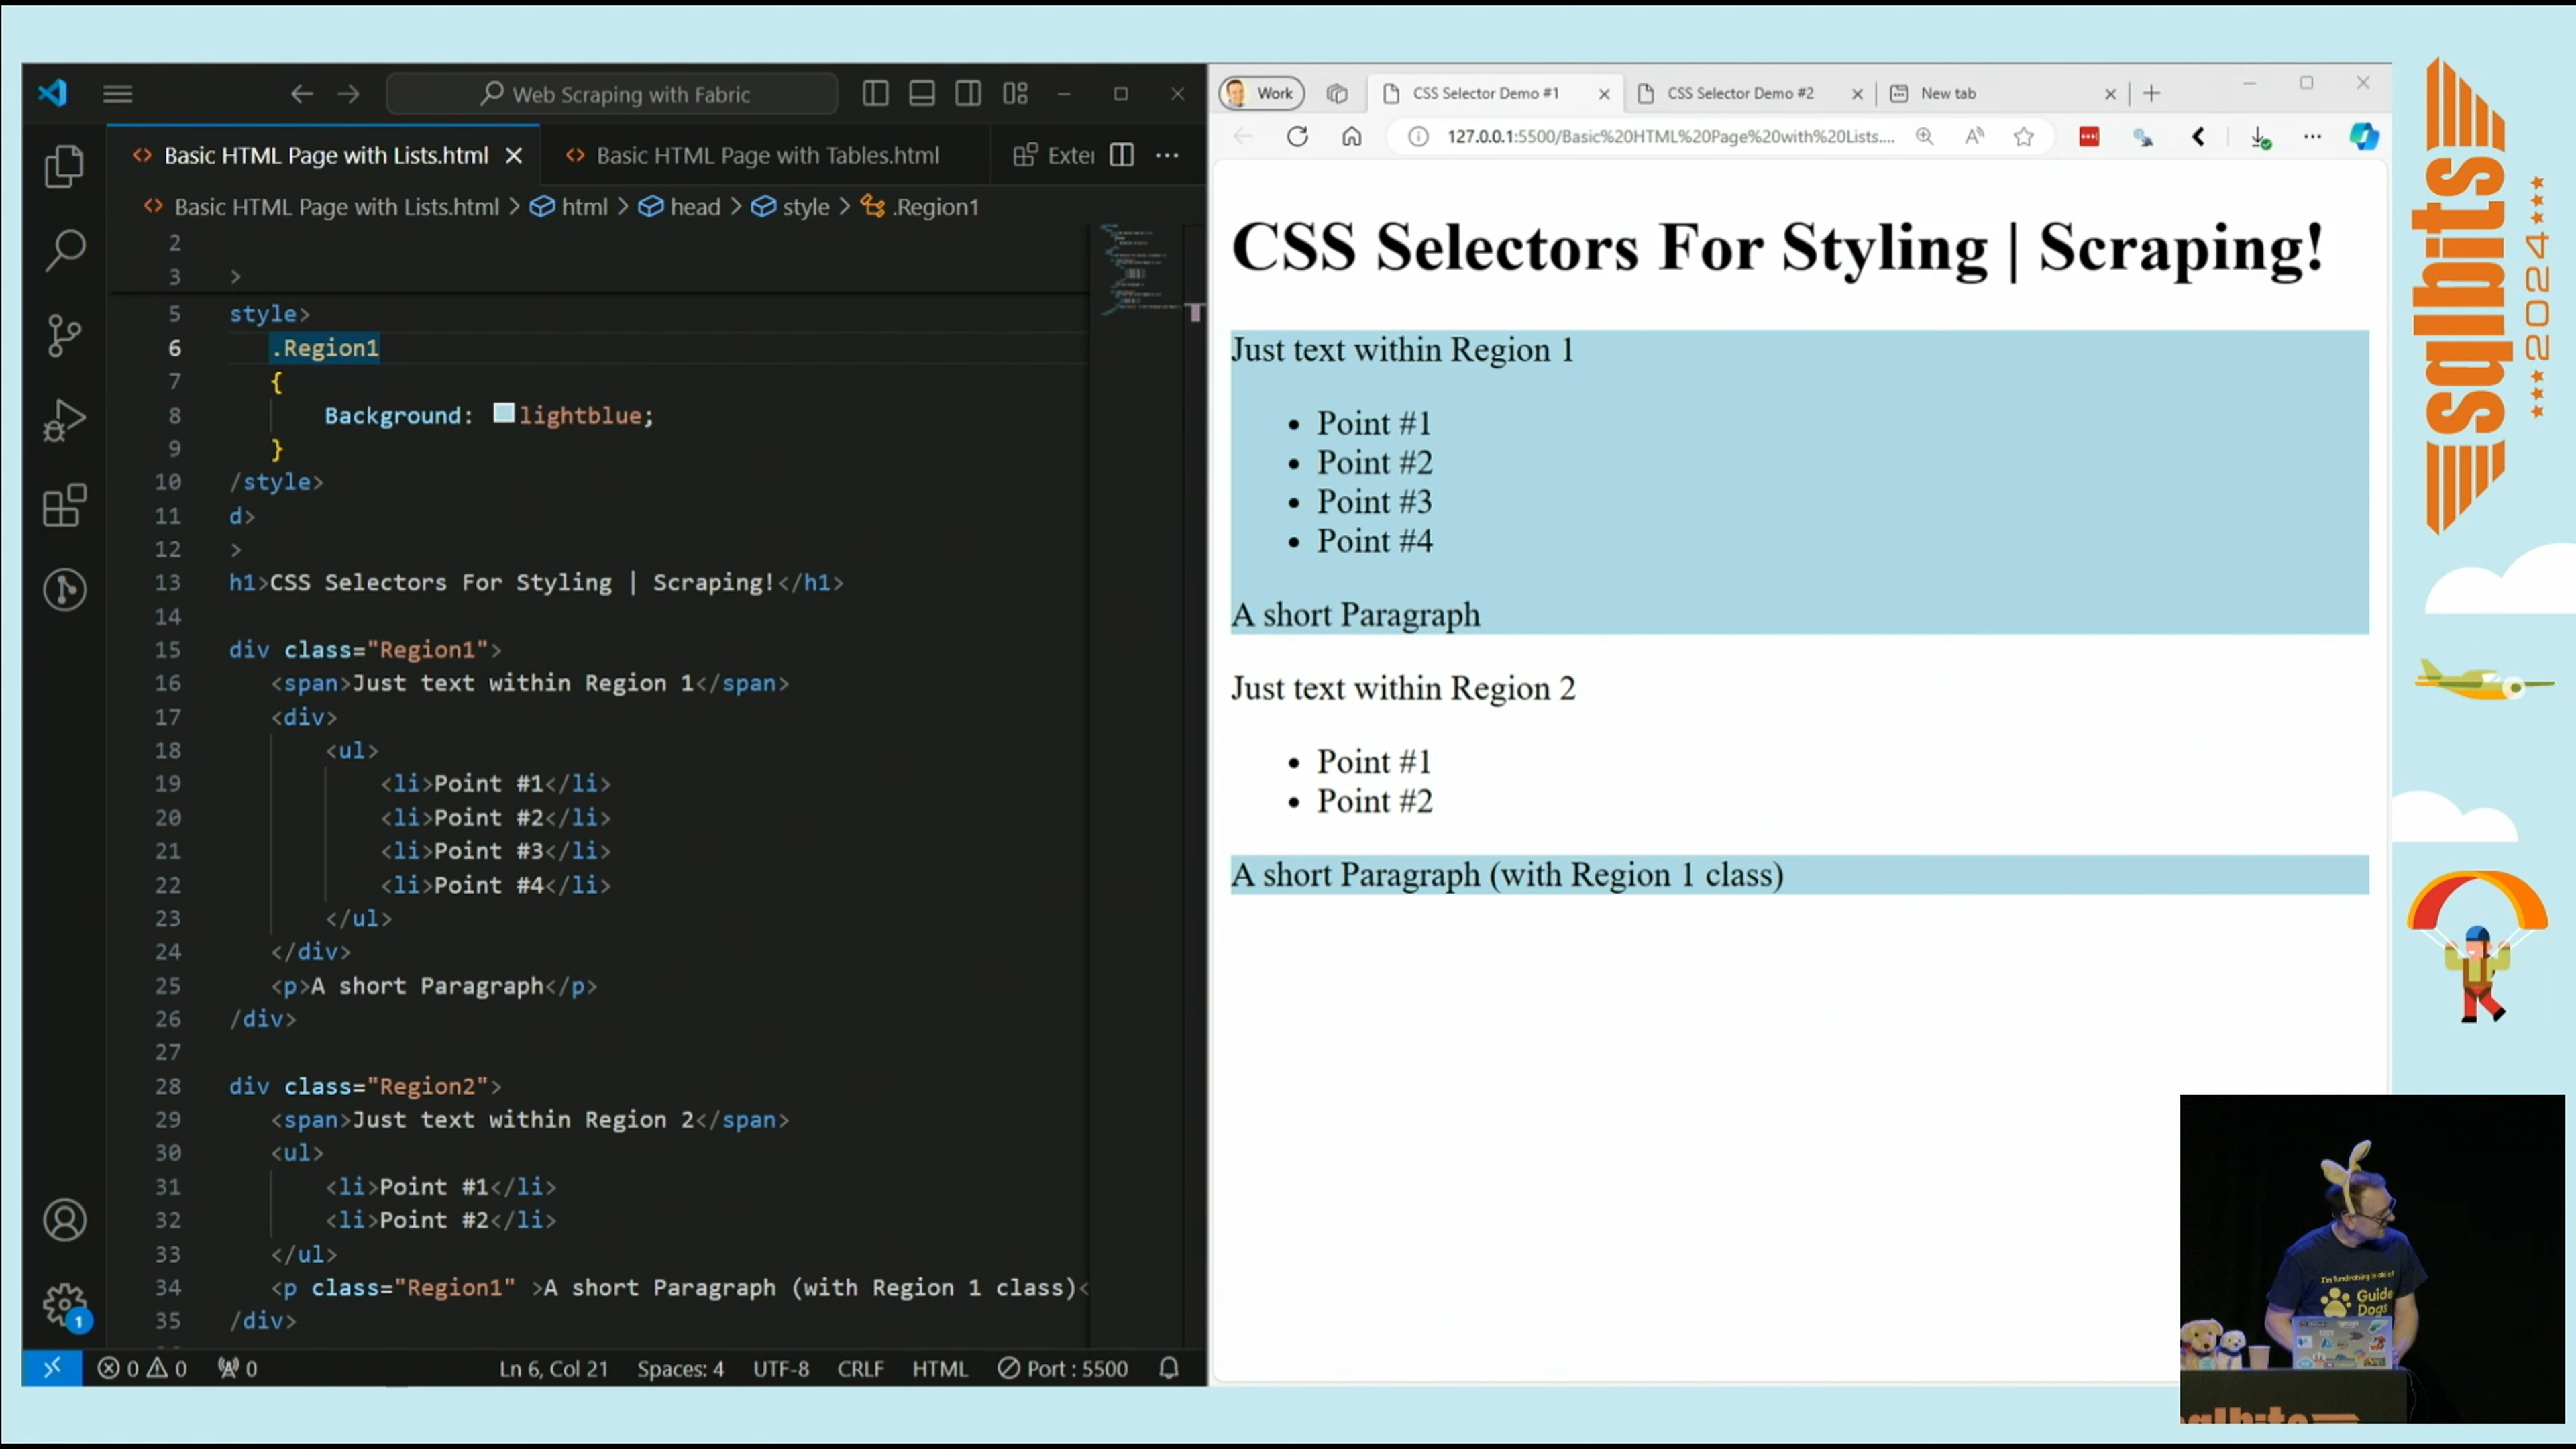 Web Scraping with Fabric
Basic HTML Page with Lists.html
Basic HTML Page with Tables.html
Exter
Basic HTML Page with Lists.html > html > head > style > .Region1
2
3 >
5 style>
6 .Region1
7 {
8 Background: lightblue;
9 }
10 /style>
11 d>
12 >
13 h1>CSS Selectors For Styling | Scraping!</h1>
14
15 div class="Region1">
16 <span>Just text within Region 1</span>
17 <div>
18 <ul>
19 <li>Point #1</li>
20 <li>Point #2</li>
21 <li>Point #3</li>
22 <li>Point #4</li>
23 </ul>
24 </div>
25 <p>A short Paragraph</p>
26 /div>
27
28 div class="Region2">
29 <span>Just text within Region 2</span>
30 <ul>
31 <li>Point #1</li>
32 <li>Point #2</li>
33 </ul>
34 <p class="Region1" >A short Paragraph (with Region 1 class)<
35 /div>
1
0 0 0 Ln 6, Col 21 Spaces: 4 UTF-8 CRLF HTML Port : 5500
Work CSS Selector Demo #1 CSS Selector Demo #2 New tab
127.0.0.1:5500/Basic%20HTML%20Page%20with%20Lists....
CSS Selectors For Styling | Scraping!
Just text within Region 1
• Point #1
• Point #2
• Point #3
• Point #4
A short Paragraph
Just text within Region 2
• Point #1
• Point #2
A short Paragraph (with Region 1 class)
sqlbits
2024
I'm fundraising in aid of
Guide
Dogs
sqlbits